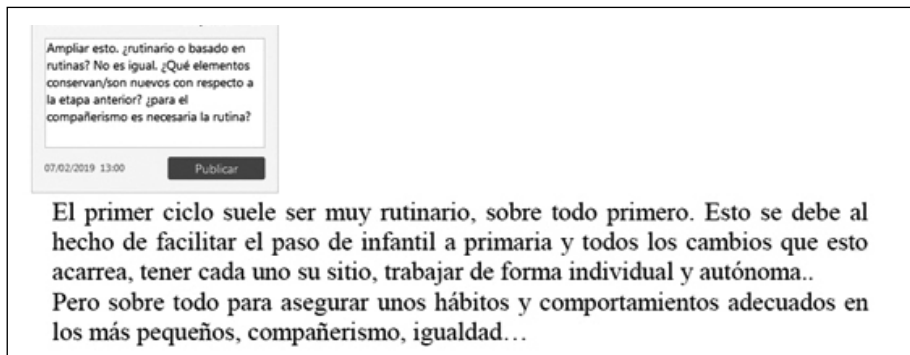 Ampliar esto. ¿rutinario o basado en
rutinas? No es igual. ¿Qué elementos
conservan/son nuevos con respecto a
la etapa anterior? ¿para el
compañerismo es necesaria la rutina?
07/02/2019 13:00
Publicar
El primer ciclo suele ser muy rutinario, sobre todo primero. Esto se debe al
hecho de facilitar el paso de infantil a primaria y todos los cambios que esto
acarrea, tener cada uno su sitio, trabajar de forma individual y autónoma..
Pero sobre todo para asegurar unos hábitos y comportamientos adecuados en
los más pequeños, compañerismo, igualdad…